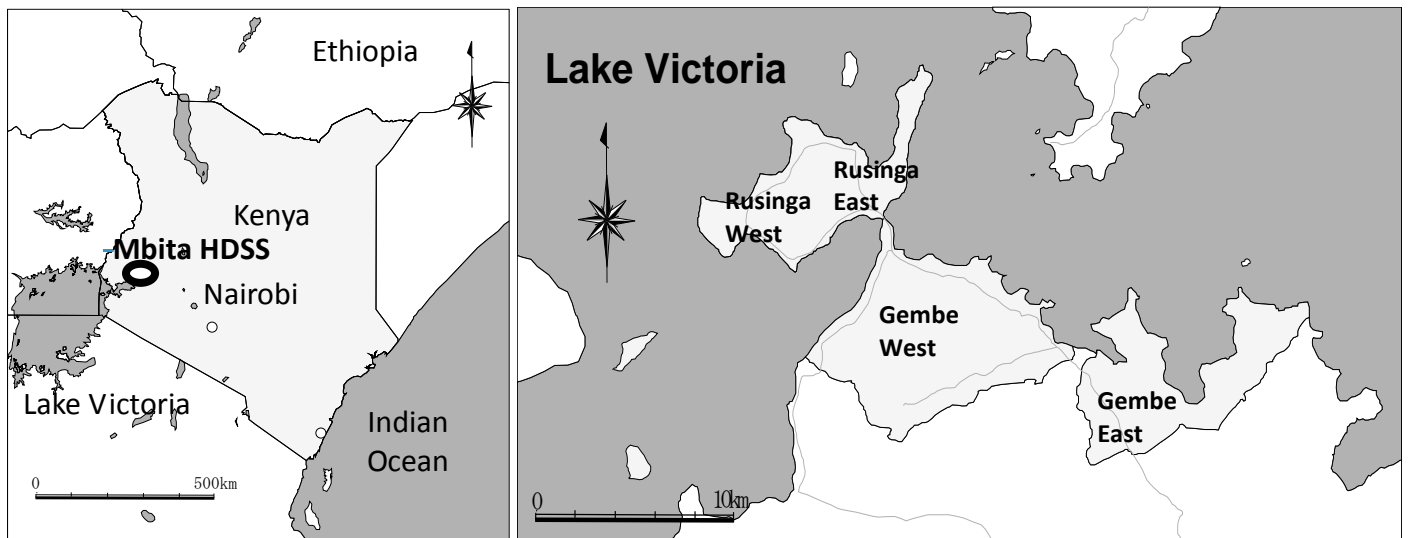 Ethiopia
Kenya
Mbita HDSS
Nairobi
Lake Victoria
Indian
Ocean
0 500km
Lake Victoria
Rusinga
East
Rusinga
West
Gembe
West
Gembe
East
0 10km